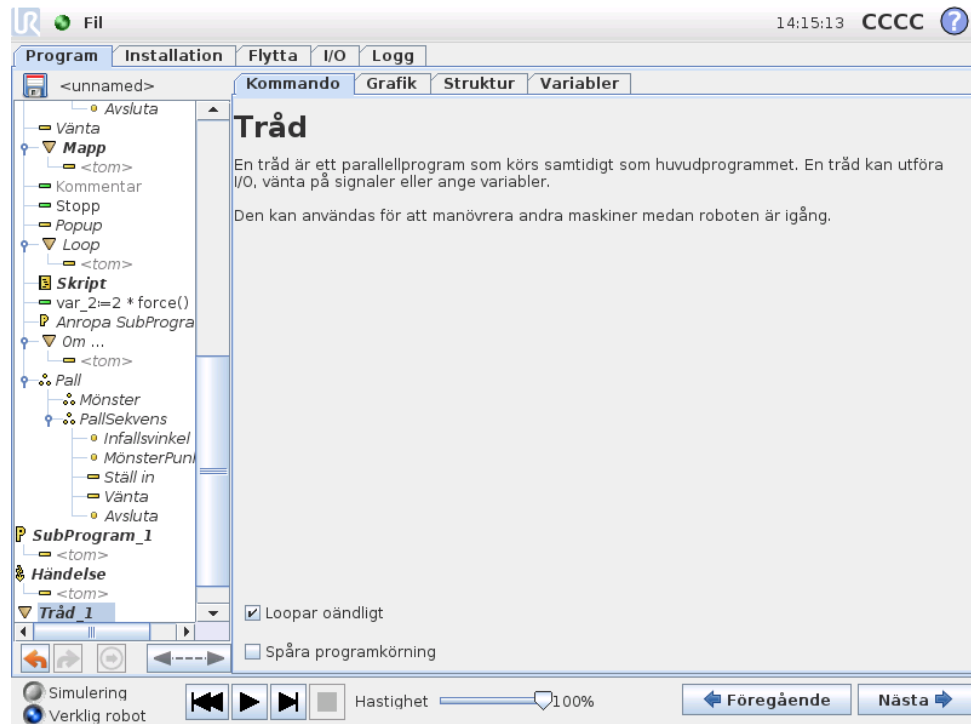 UR Fil 14:15:13 CCCC ?
Program Installation Flytta I/O Logg
<unnamed>
Kommando Grafik Struktur Variabler
Avsluta
Vänta
Mapp
<tom>
Kommentar
Stopp
Popup
Loop
<tom>
Skript
var_2:=2 * force()
Anropa SubProgra
Om ...
<tom>
Pall
Mönster
PallSekvens
Infallsvinkel
MönsterPun
Ställ in
Vänta
Avsluta
SubProgram_1
<tom>
Händelse
<tom>
Tråd_1
Tråd
En tråd är ett parallellprogram som körs samtidigt som huvudprogrammet. En tråd kan utföra
I/O, vänta på signaler eller ange variabler.
Den kan användas för att manövrera andra maskiner medan roboten är igång.
Loopar oändligt
Spåra programkörning
Simulering
Verklig robot
Hastighet 100%
Föregående Nästa